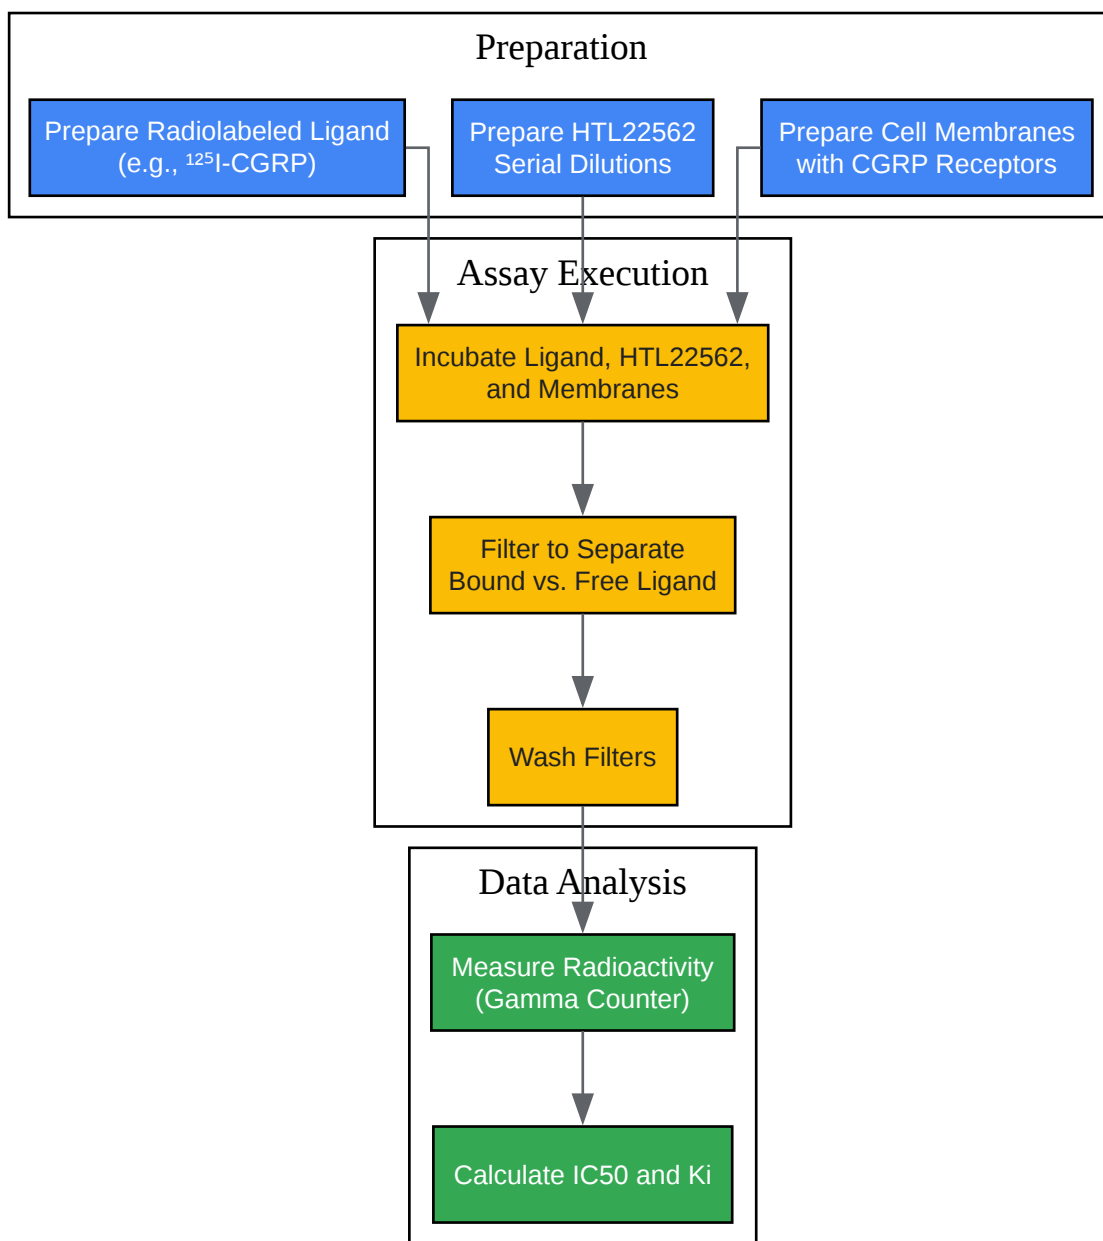 Preparation
Prepare Radiolabeled Ligand
(e.g., ¹²⁵I-CGRP)
Prepare HTL22562
Serial Dilutions
Prepare Cell Membranes
with CGRP Receptors
Assay Execution
Incubate Ligand, HTL22562,
and Membranes
Filter to Separate
Bound vs. Free Ligand
Wash Filters
Data Analysis
Measure Radioactivity
(Gamma Counter)
Calculate IC50 and Ki